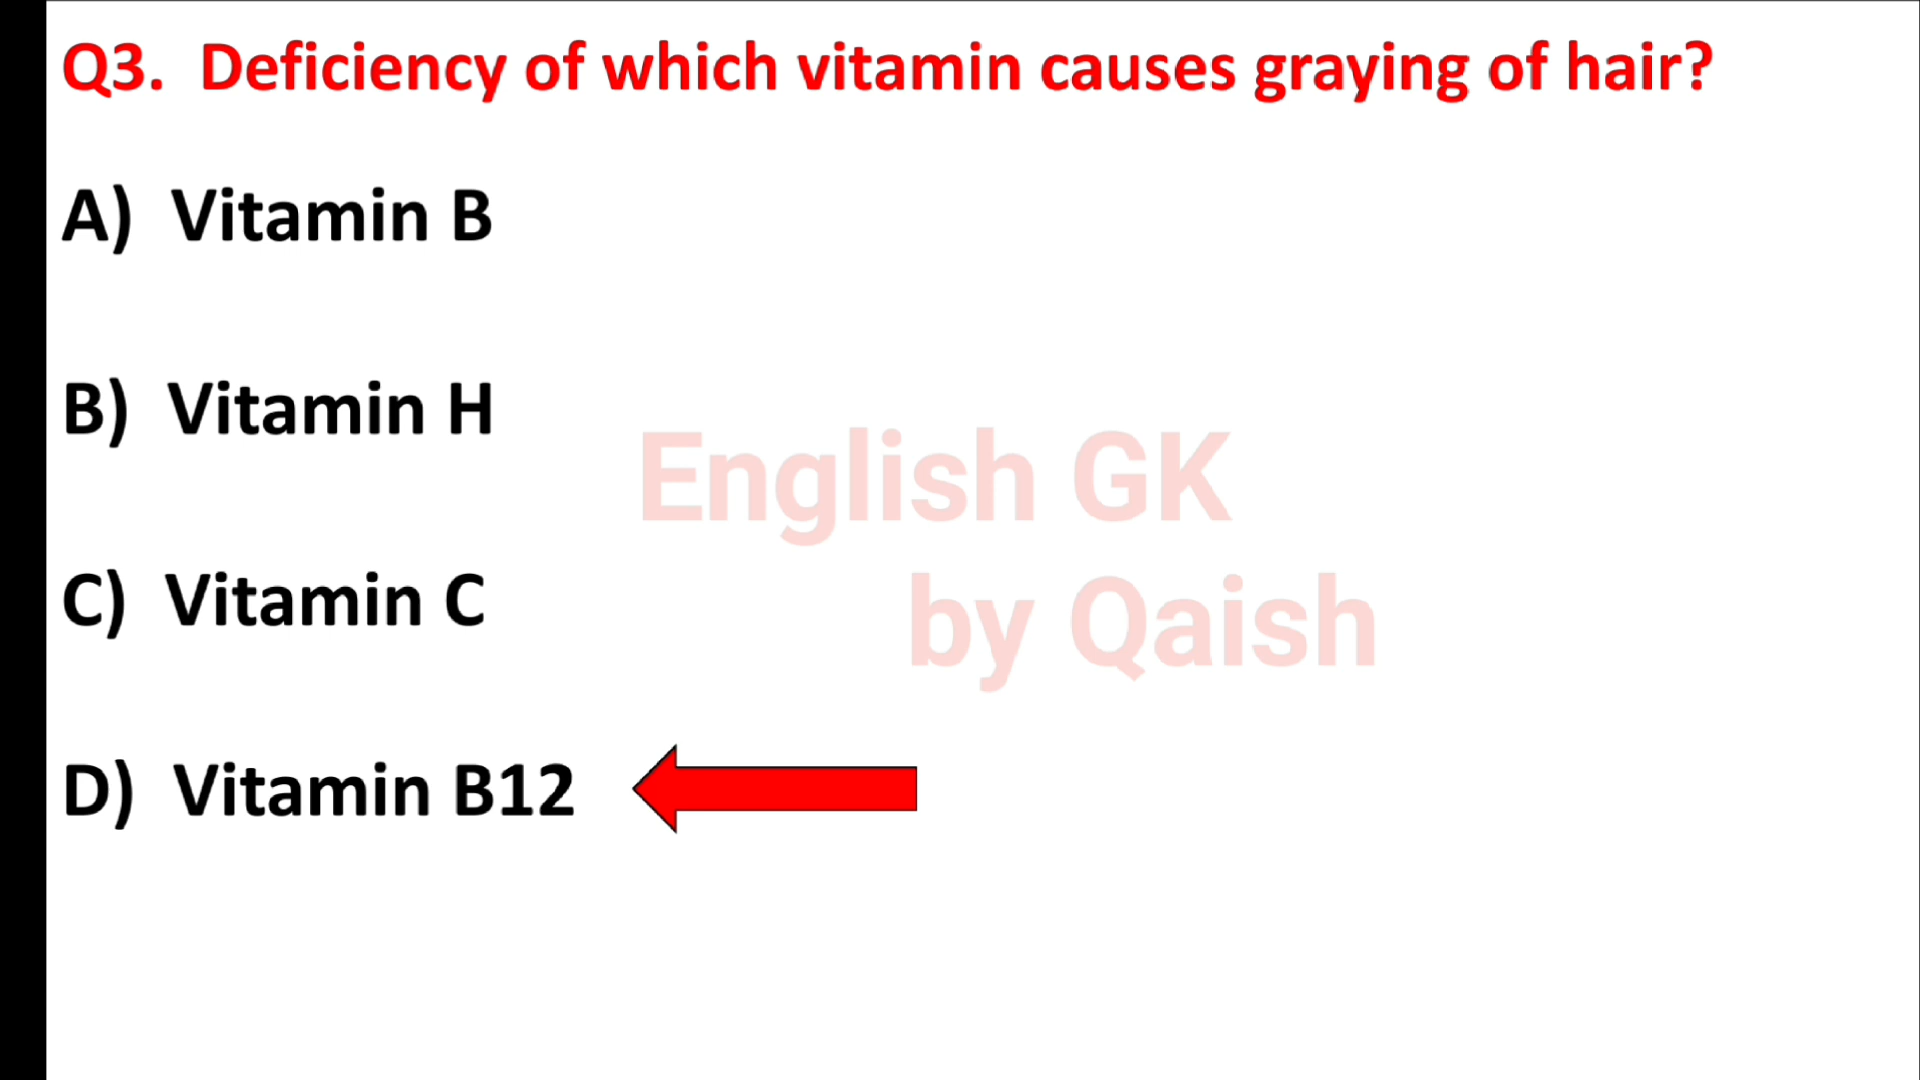 Q3. Deficiency of which vitamin causes graying of hair?
A) Vitamin B
B) Vitamin H
C) Vitamin C
D) Vitamin B12
English GK
by Qaish